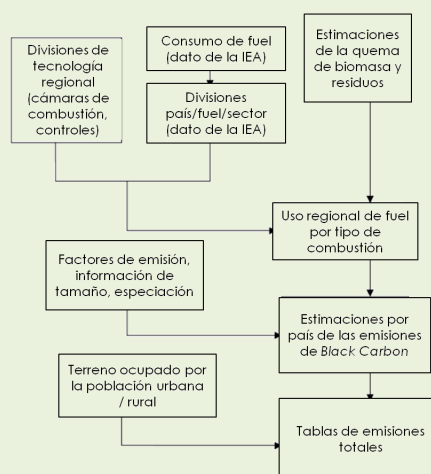 Divisiones de
tecnología
regional
(cámaras de
combustión,
controles)
Consumo de fuel
(dato de la IEA)
Divisiones
país/fuel/sector
(dato de la IEA)
Estimaciones
de la quema
de biomasa y
residuos
Uso regional de fuel
por tipo de
combustión
Factores de emisión,
información de
tamaño, especiación
Estimaciones por
país de las emisiones
de Black Carbon
Terreno ocupado por
la población urbana
/ rural
Tablas de emisiones
totales